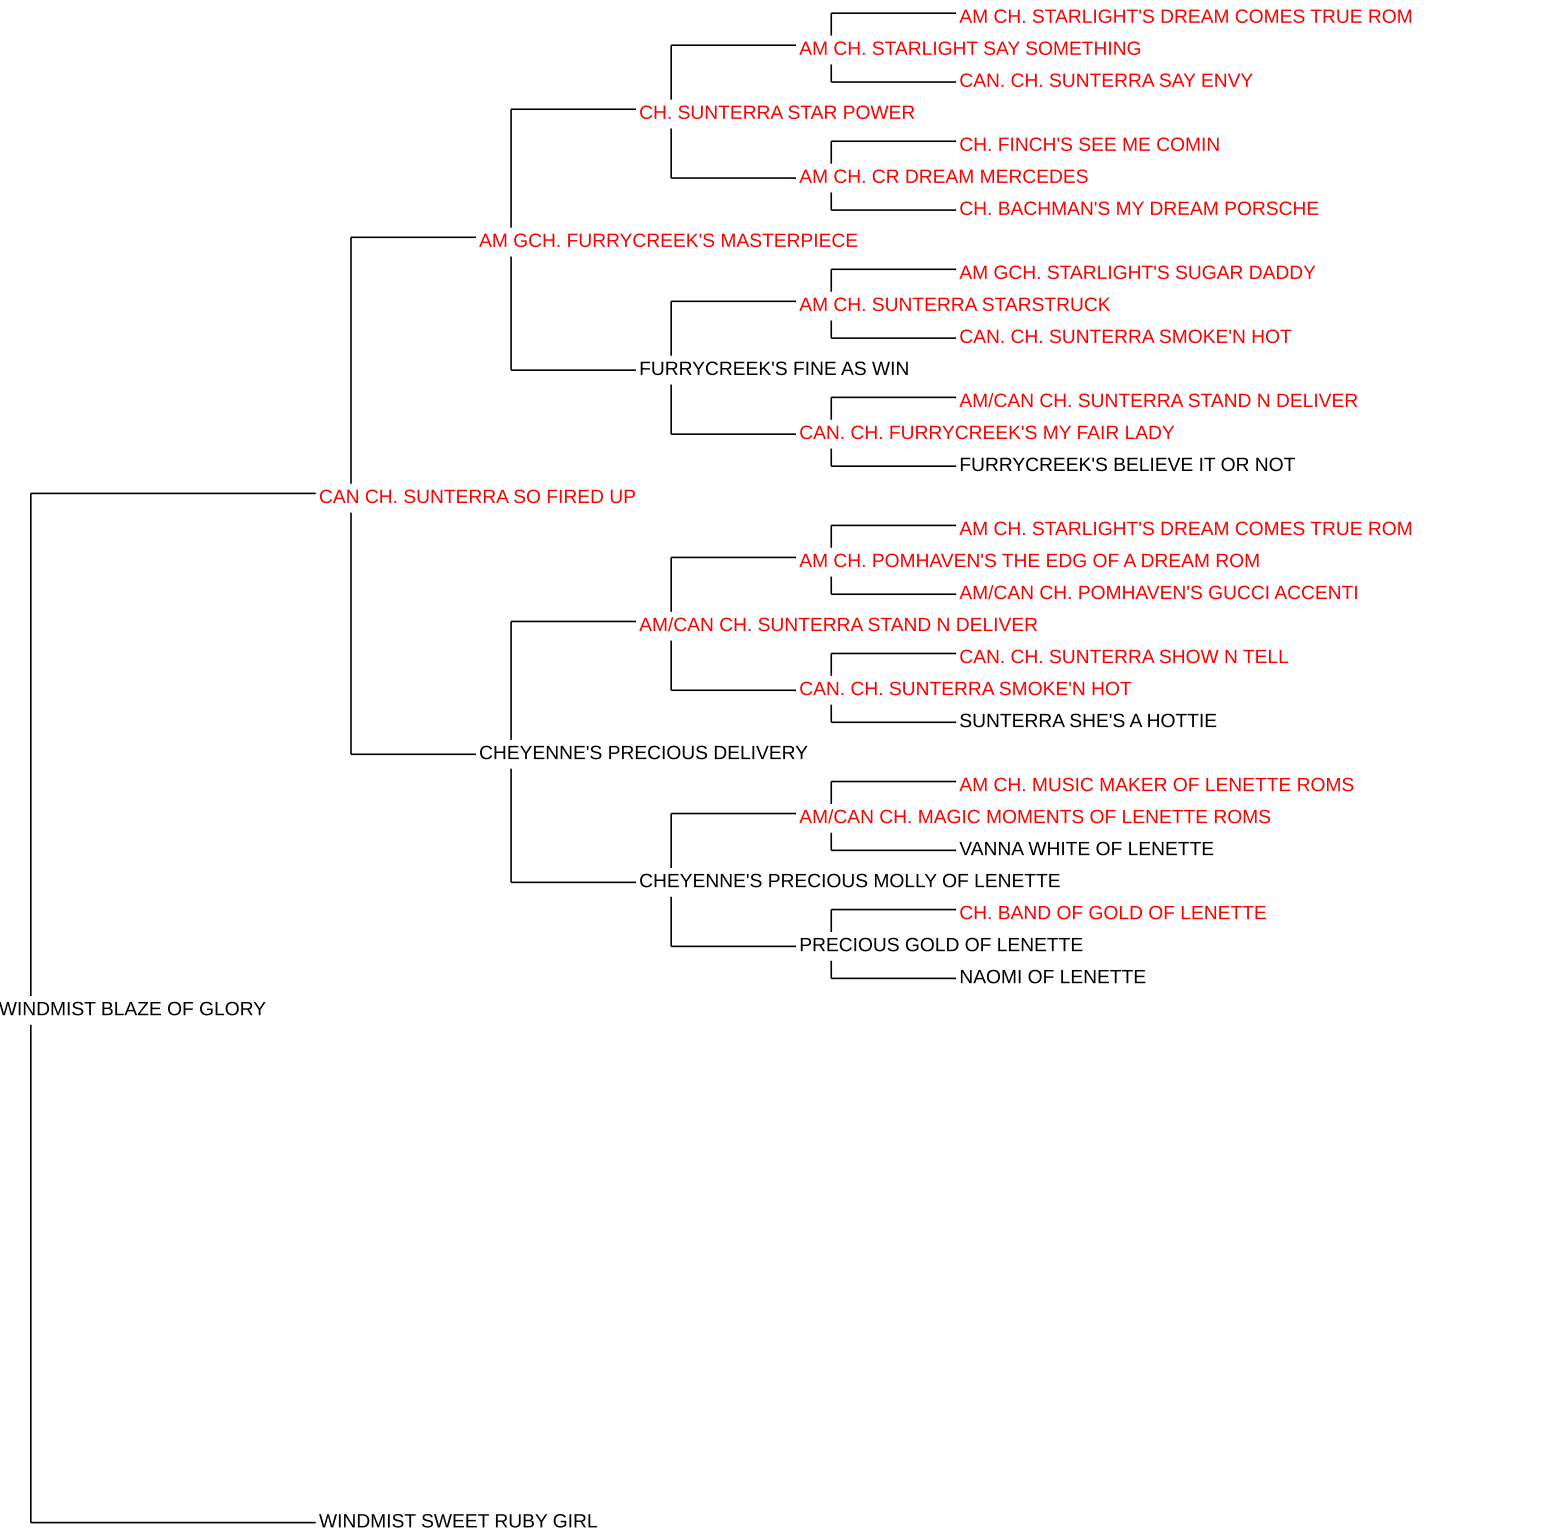 AM CH. STARLIGHT'S DREAM COMES TRUE ROM
AM CH. STARLIGHT SAY SOMETHING
CAN. CH. SUNTERRA SAY ENVY
CH. SUNTERRA STAR POWER
CH. FINCH'S SEE ME COMIN
AM CH. CR DREAM MERCEDES
CH. BACHMAN'S MY DREAM PORSCHE
AM GCH. FURRYCREEK'S MASTERPIECE
AM GCH. STARLIGHT'S SUGAR DADDY
AM CH. SUNTERRA STARSTRUCK
CAN. CH. SUNTERRA SMOKE'N HOT
FURRYCREEK'S FINE AS WIN
AM/CAN CH. SUNTERRA STAND N DELIVER
CAN. CH. FURRYCREEK'S MY FAIR LADY
FURRYCREEK'S BELIEVE IT OR NOT
CAN CH. SUNTERRA SO FIRED UP
AM CH. STARLIGHT'S DREAM COMES TRUE ROM
AM CH. POMHAVEN'S THE EDG OF A DREAM ROM
AM/CAN CH. POMHAVEN'S GUCCI ACCENTI
AM/CAN CH. SUNTERRA STAND N DELIVER
CAN. CH. SUNTERRA SHOW N TELL
CAN. CH. SUNTERRA SMOKE'N HOT
SUNTERRA SHE'S A HOTTIE
CHEYENNE'S PRECIOUS DELIVERY
AM CH. MUSIC MAKER OF LENETTE ROMS
AM/CAN CH. MAGIC MOMENTS OF LENETTE ROMS
VANNA WHITE OF LENETTE
CHEYENNE'S PRECIOUS MOLLY OF LENETTE
CH. BAND OF GOLD OF LENETTE
PRECIOUS GOLD OF LENETTE
NAOMI OF LENETTE
WINDMIST BLAZE OF GLORY
WINDMIST SWEET RUBY GIRL